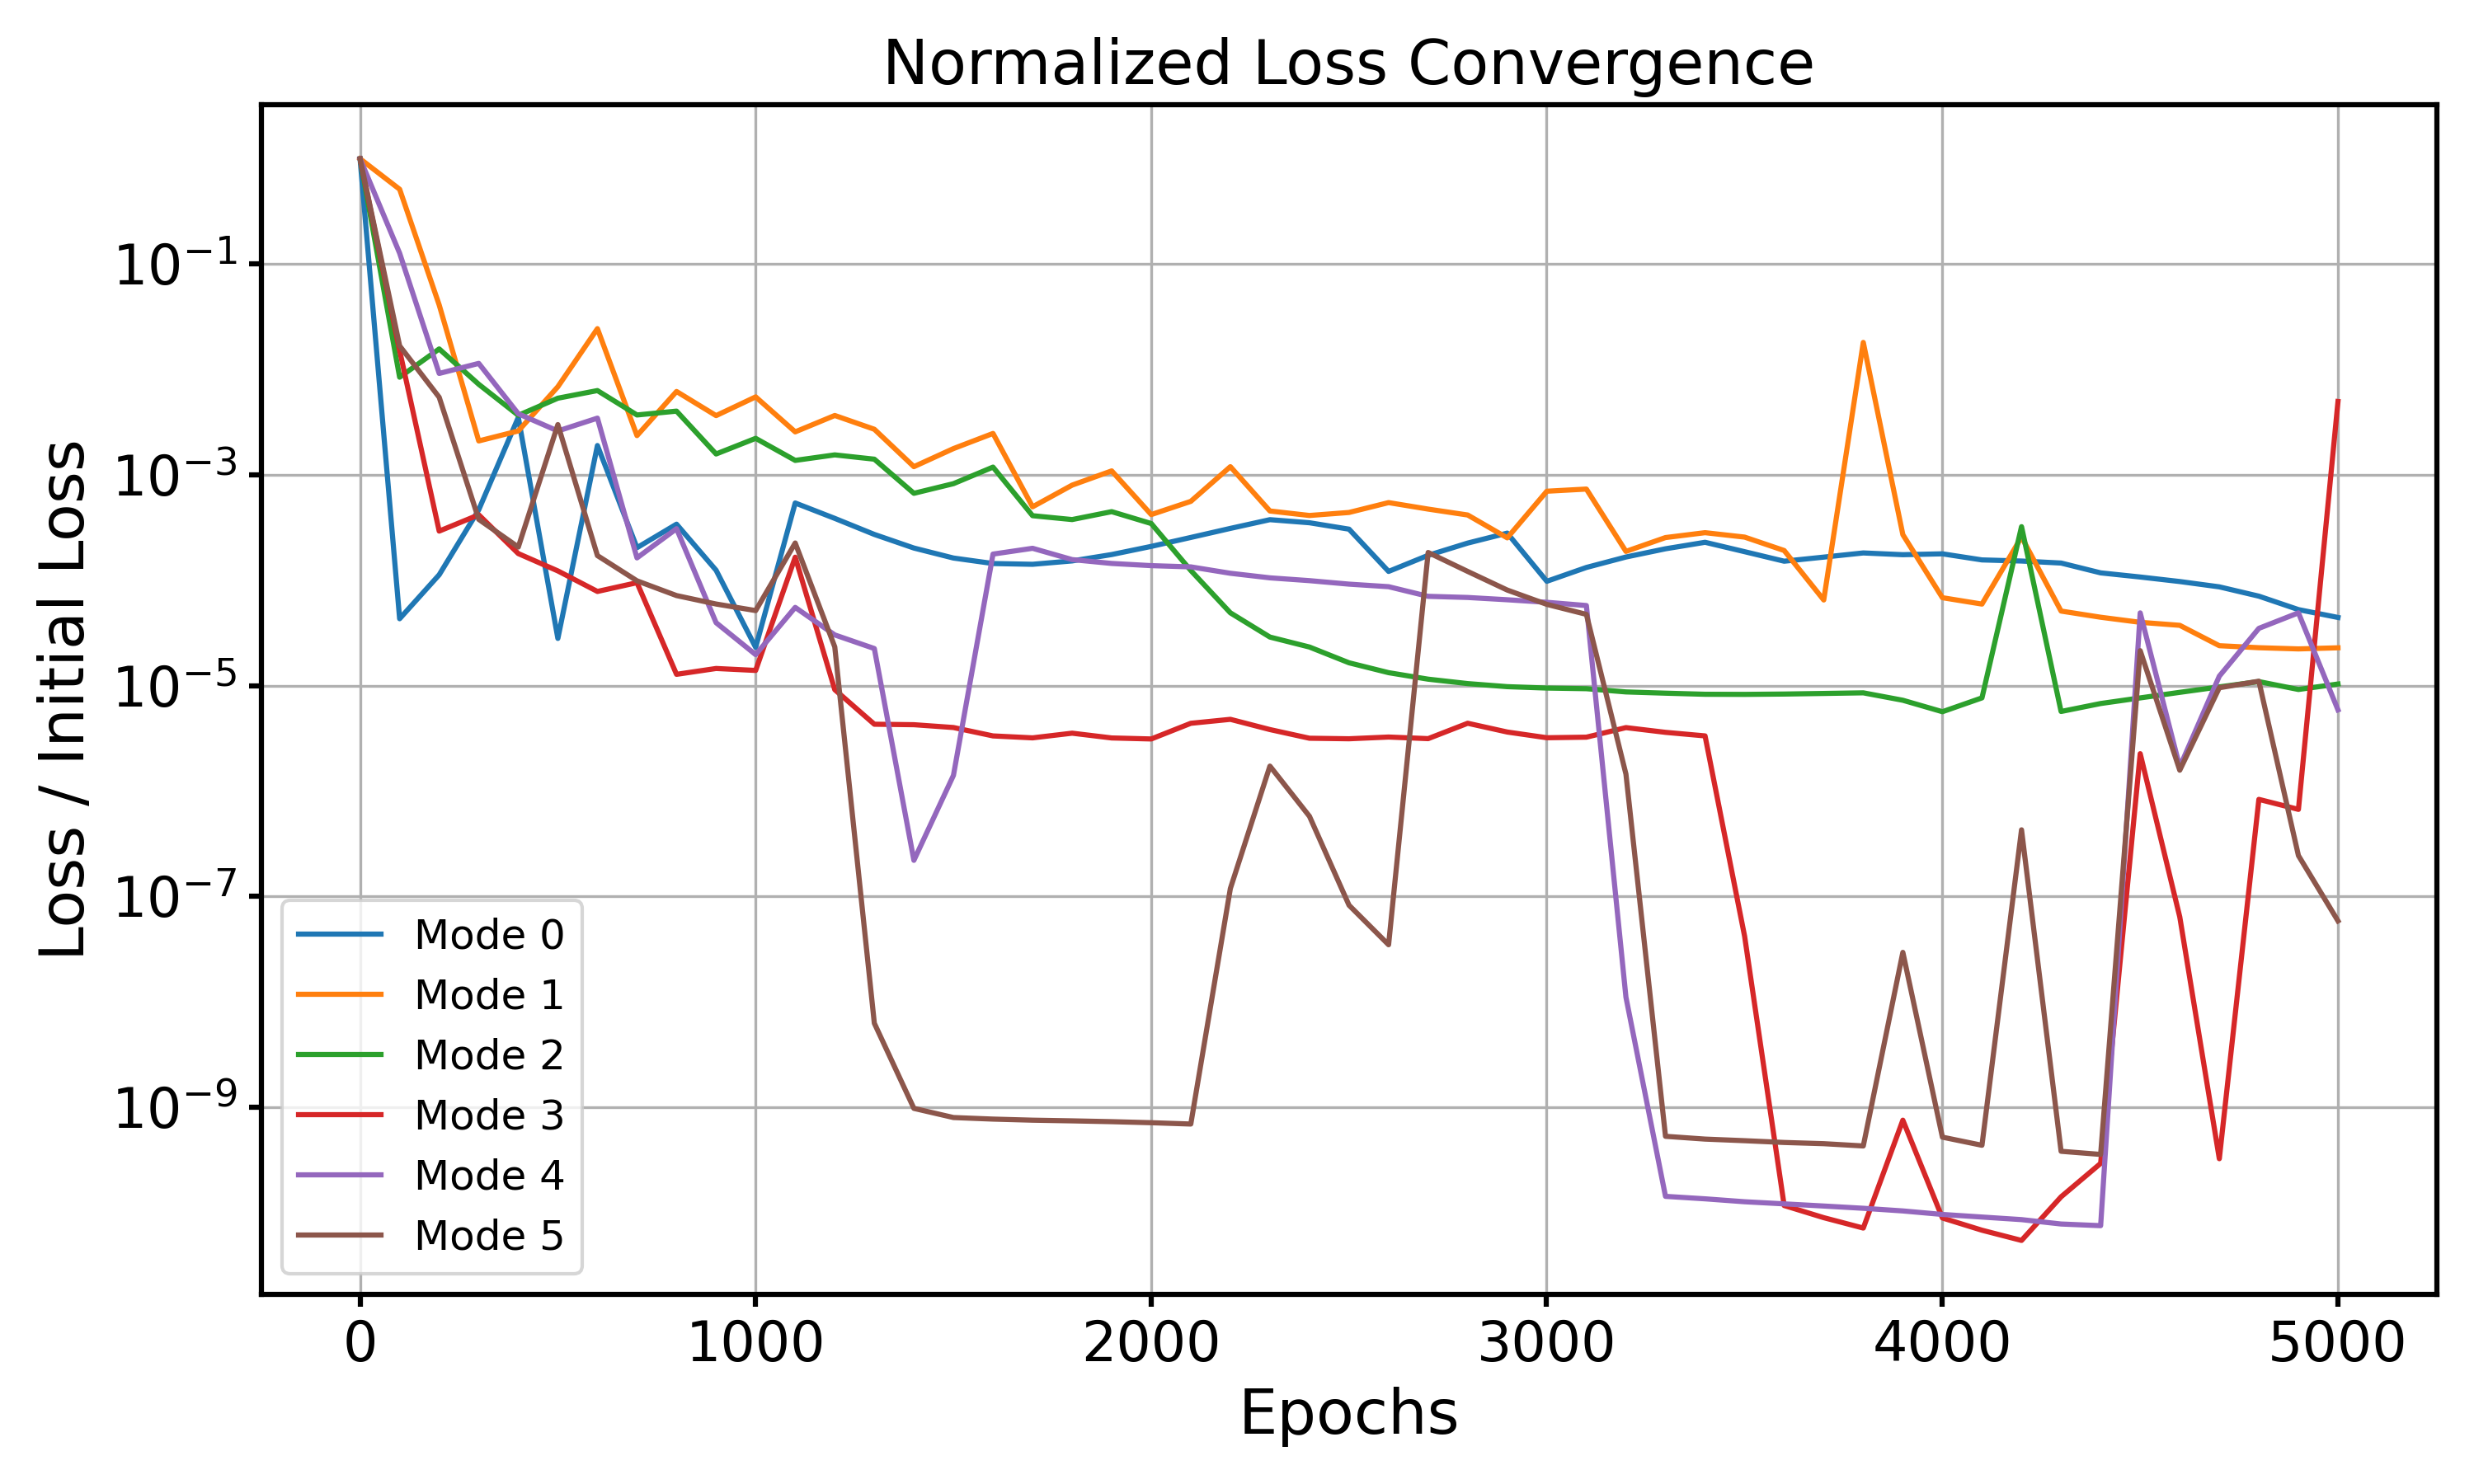 Normalized Loss Convergence
Loss / Initial Loss
10⁻¹
10⁻³
10⁻⁵
10⁻⁷
10⁻⁹
Mode 0
Mode 1
Mode 2
Mode 3
Mode 4
Mode 5
0 1000 2000 3000 4000 5000
Epochs